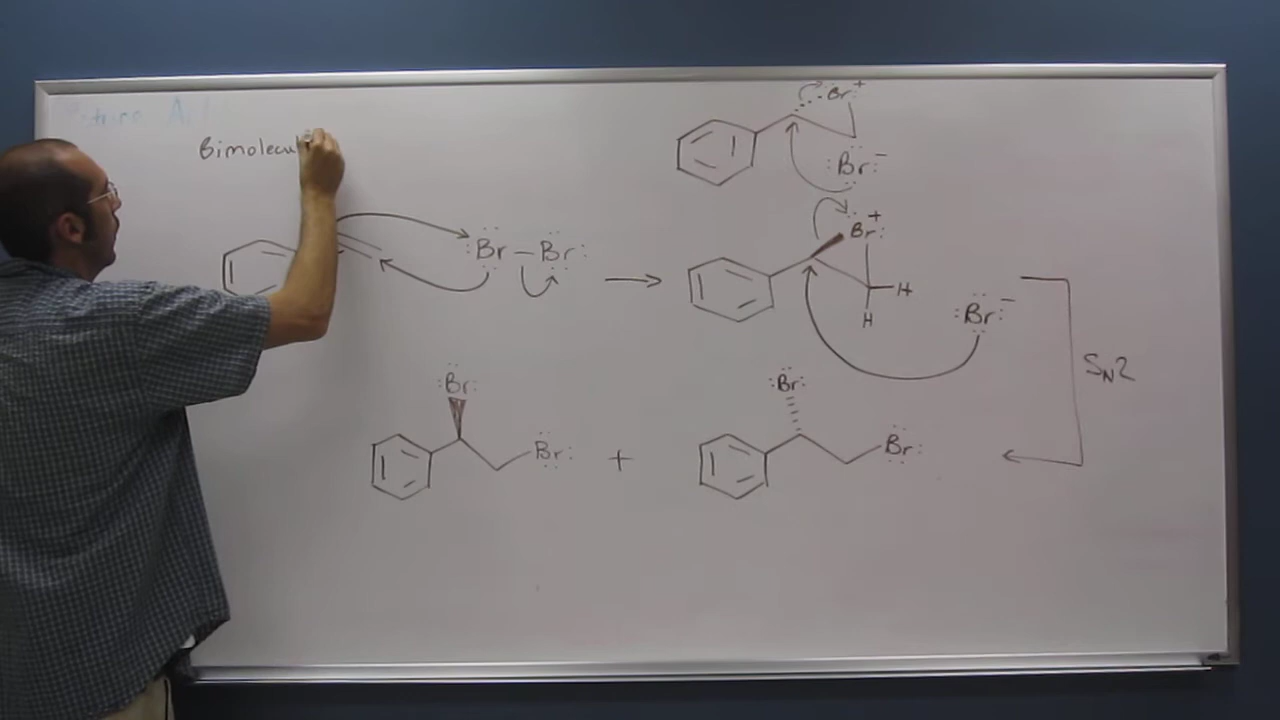 Bimolecul
:Br+
:Br:−
Br+:
:Br – Br:
H
H
:Br:−
SN2
:Br:
Br:
+
:Br:
Br: